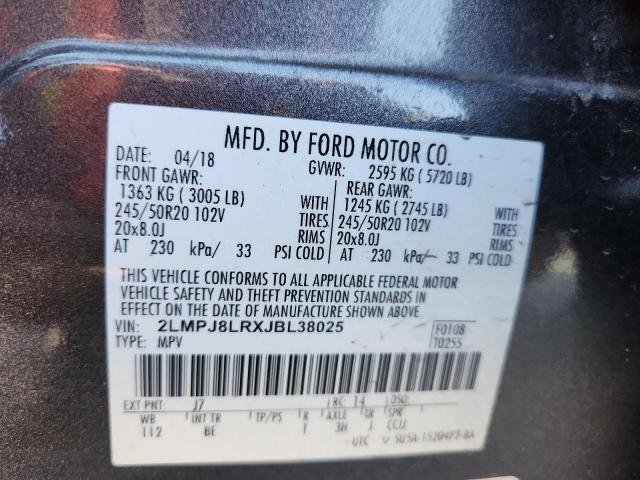 MFD. BY FORD MOTOR CO.
DATE: 04/18 GVWR: 2595 KG ( 5720 LB)
FRONT GAWR: REAR GAWR:
1363 KG ( 3005 LB) WITH 1245 KG ( 2745 LB) WITH
245/50R20 102V TIRES 245/50R20 102V TIRES
20x8.0J RIMS 20x8.0J RIMS
AT 230 kPa/ 33 PSI COLD AT 230 kPa/ 33 PSI COLD
THIS VEHICLE CONFORMS TO ALL APPLICABLE FEDERAL MOTOR
VEHICLE SAFETY AND THEFT PREVENTION STANDARDS IN
EFFECT ON THE DATE OF MANUFACTURE SHOWN ABOVE.
VIN: 2LMPJ8LRXJBL38025 F0108
TYPE: MPV T0255
EXT PNT: J7 RC: 14 DSO:
WB INT TR TP/PS R AXLE TR SPR
112 BE I 3H J CCJJ
UTC 5U5A-1520472-BA